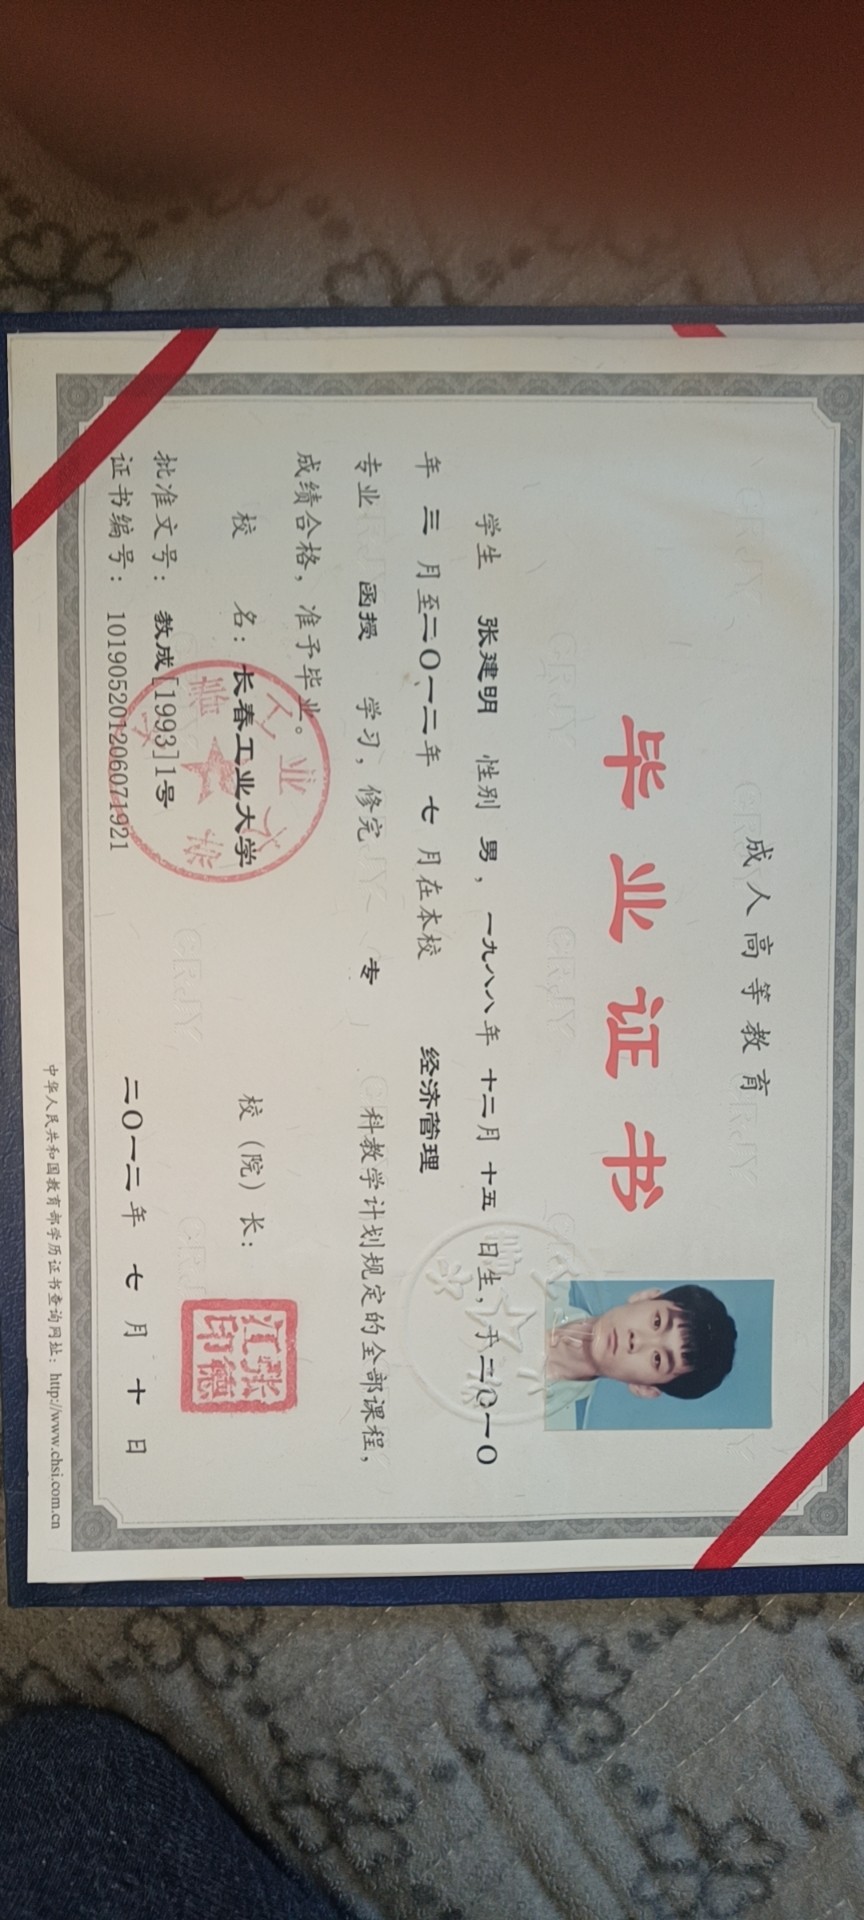 成人高等教育
毕业证书
学生 张建明 性别 男，一九八八年 十二月 十五 日生，于二〇一〇
年 三 月至二〇一二年 七 月在本校 经济管理
专业 函授 学习，修完 专 科教学计划规定的全部课程，
成绩合格，准予毕业。
校 名：长春工业大学 校（院）长：
张德江印
批准文号：教成[1993]1号
证书编号：101905201206071921 二〇一二年 七 月 十 日
中华人民共和国教育部学历证书查询网址：http://www.chsi.com.cn